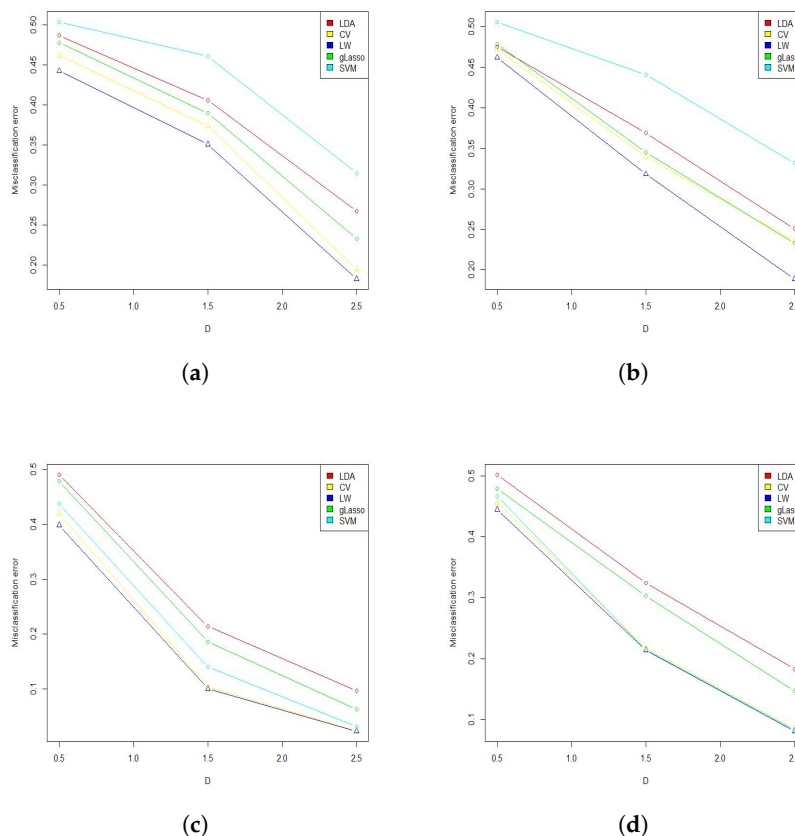 0.50
0.45
0.40
0.35
0.30
0.25
0.20
Misclassification error
0.5 1.0 1.5 2.0 2.5
D
LDA
CV
LW
gLasso
SVM
(a)
0.50
0.45
0.40
0.35
0.30
0.25
0.20
Misclassification error
0.5 1.0 1.5 2.0 2.5
D
LDA
CV
LW
gLasso
SVM
(b)
0.5
0.4
0.3
0.2
0.1
Misclassification error
0.5 1.0 1.5 2.0 2.5
D
LDA
CV
LW
gLasso
SVM
(c)
0.5
0.4
0.3
0.2
0.1
Misclassification error
0.5 1.0 1.5 2.0 2.5
D
LDA
CV
LW
gLasso
SVM
(d)